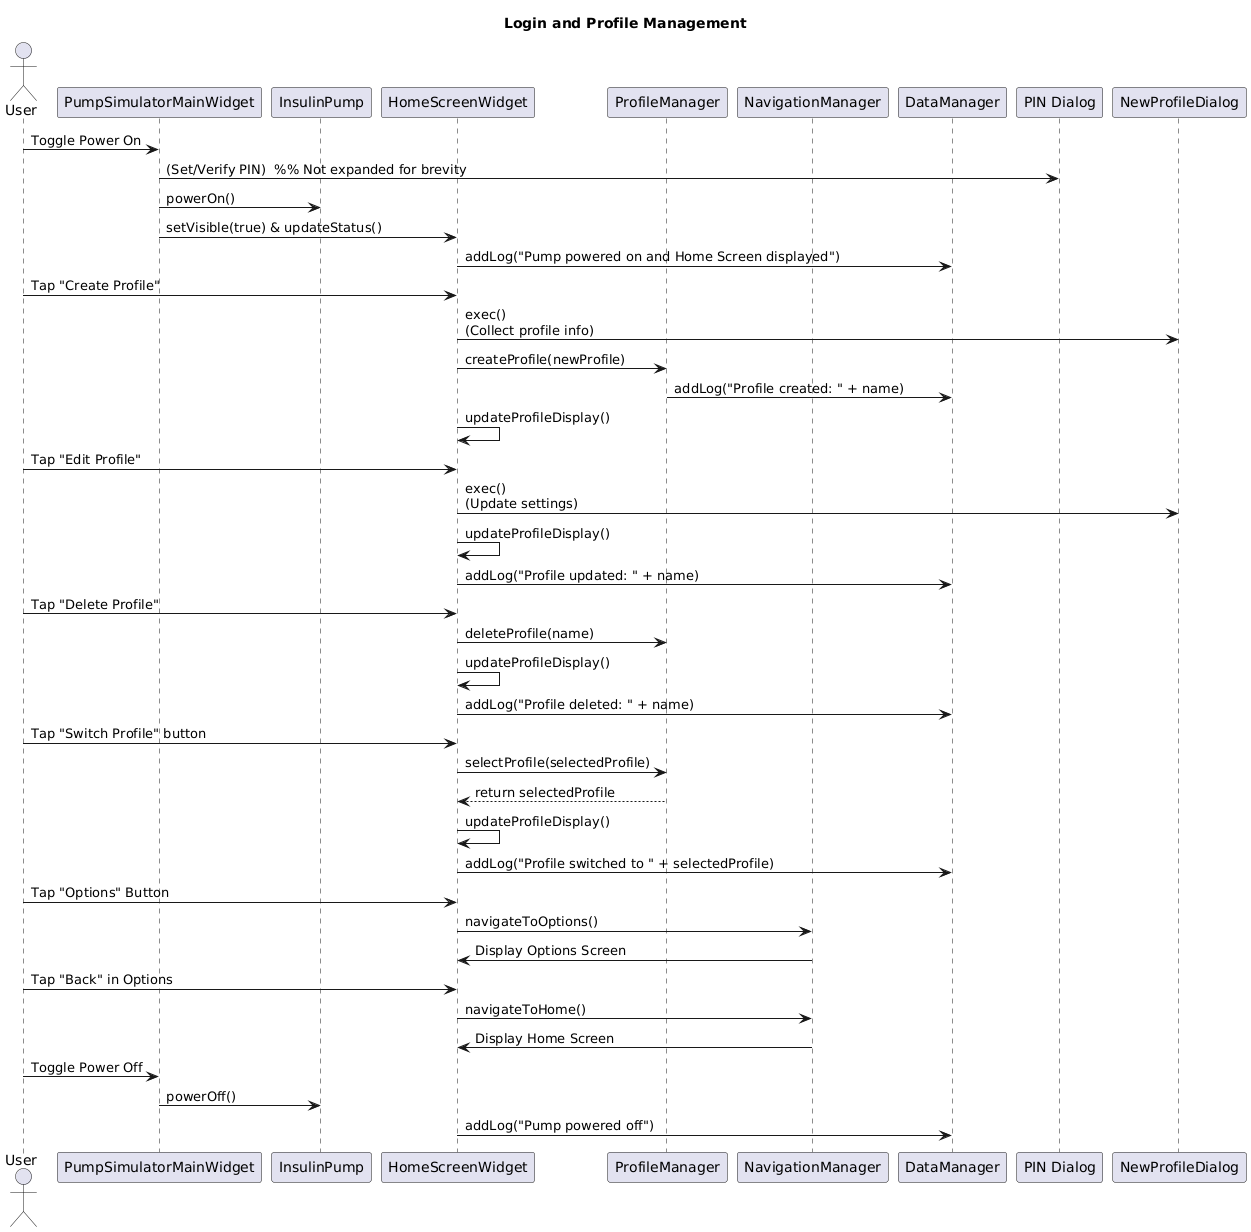 Login and Profile Management
User
PumpSimulatorMainWidget
InsulinPump
HomeScreenWidget
ProfileManager
NavigationManager
DataManager
PIN Dialog
NewProfileDialog
Toggle Power On
(Set/Verify PIN)  %% Not expanded for brevity
powerOn()
setVisible(true) & updateStatus()
addLog("Pump powered on and Home Screen displayed")
Tap "Create Profile"
exec()
(Collect profile info)
createProfile(newProfile)
addLog("Profile created: " + name)
updateProfileDisplay()
Tap "Edit Profile"
exec()
(Update settings)
updateProfileDisplay()
addLog("Profile updated: " + name)
Tap "Delete Profile"
deleteProfile(name)
updateProfileDisplay()
addLog("Profile deleted: " + name)
Tap "Switch Profile" button
selectProfile(selectedProfile)
return selectedProfile
updateProfileDisplay()
addLog("Profile switched to " + selectedProfile)
Tap "Options" Button
navigateToOptions()
Display Options Screen
Tap "Back" in Options
navigateToHome()
Display Home Screen
Toggle Power Off
powerOff()
addLog("Pump powered off")
User
PumpSimulatorMainWidget
InsulinPump
HomeScreenWidget
ProfileManager
NavigationManager
DataManager
PIN Dialog
NewProfileDialog